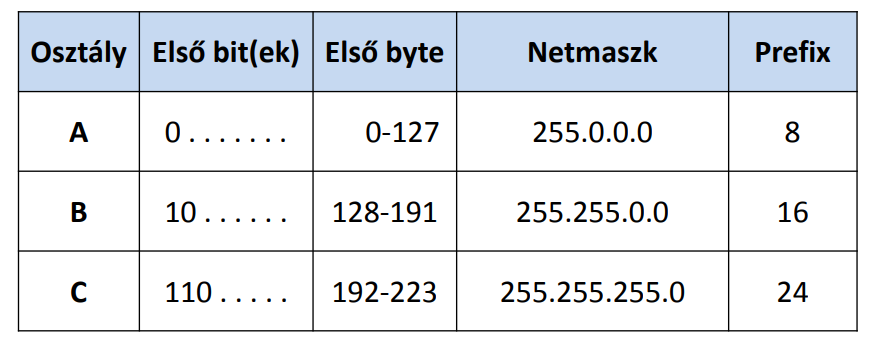 Osztály Első bit(ek) Első byte Netmaszk Prefix
A 0 . . . . . . . 0-127 255.0.0.0 8
B 10 . . . . . . 128-191 255.255.0.0 16
C 110 . . . . . 192-223 255.255.255.0 24